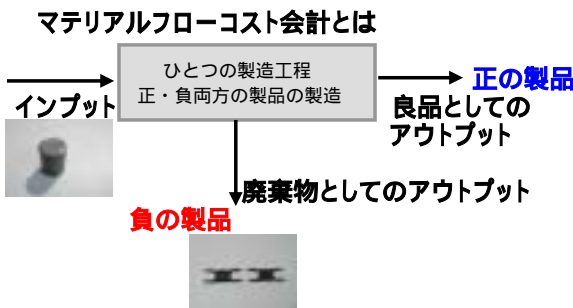 マテリアルフローコスト会計とは
ひとつの製造工程
正・負両方の製品の製造
インプット
正の製品
良品としての
アウトプット
廃棄物としてのアウトプット
負の製品